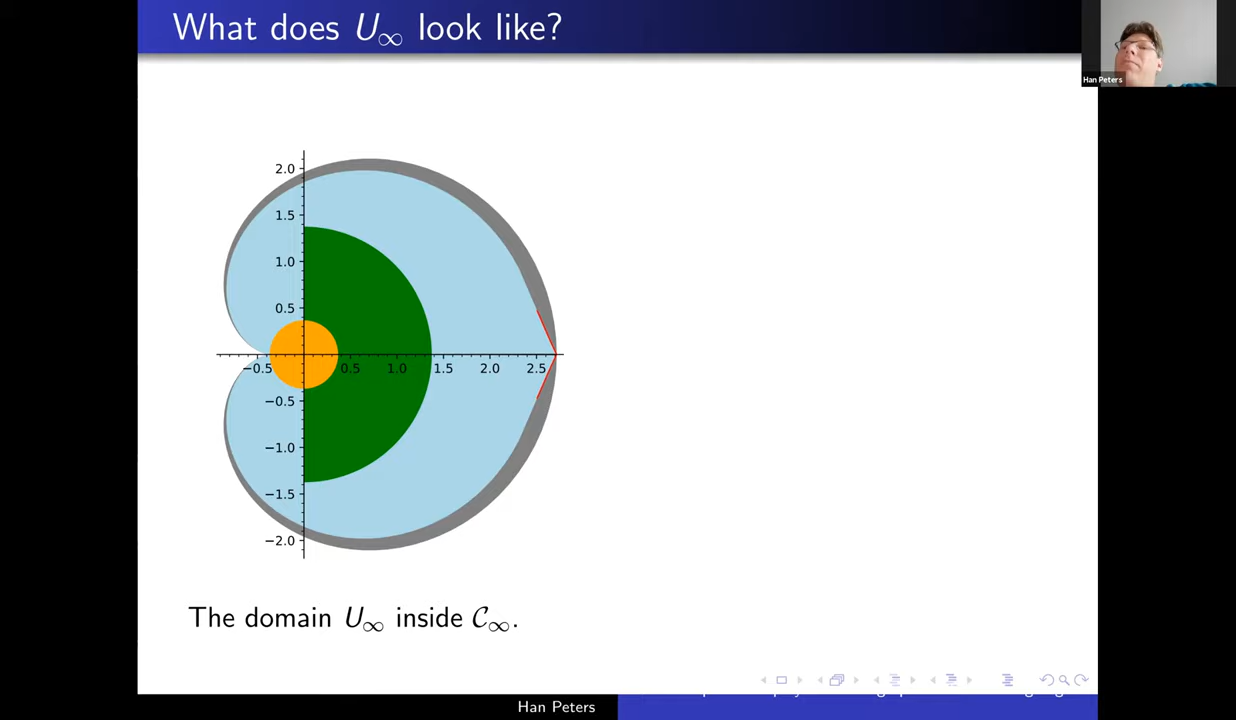 What does U∞ look like?
Han Peters
2.0
1.5
1.0
0.5
−0.5 0.5 1.0 1.5 2.0 2.5
−0.5
−1.0
−1.5
−2.0
The domain U∞ inside 𝒞∞.
Han Peters